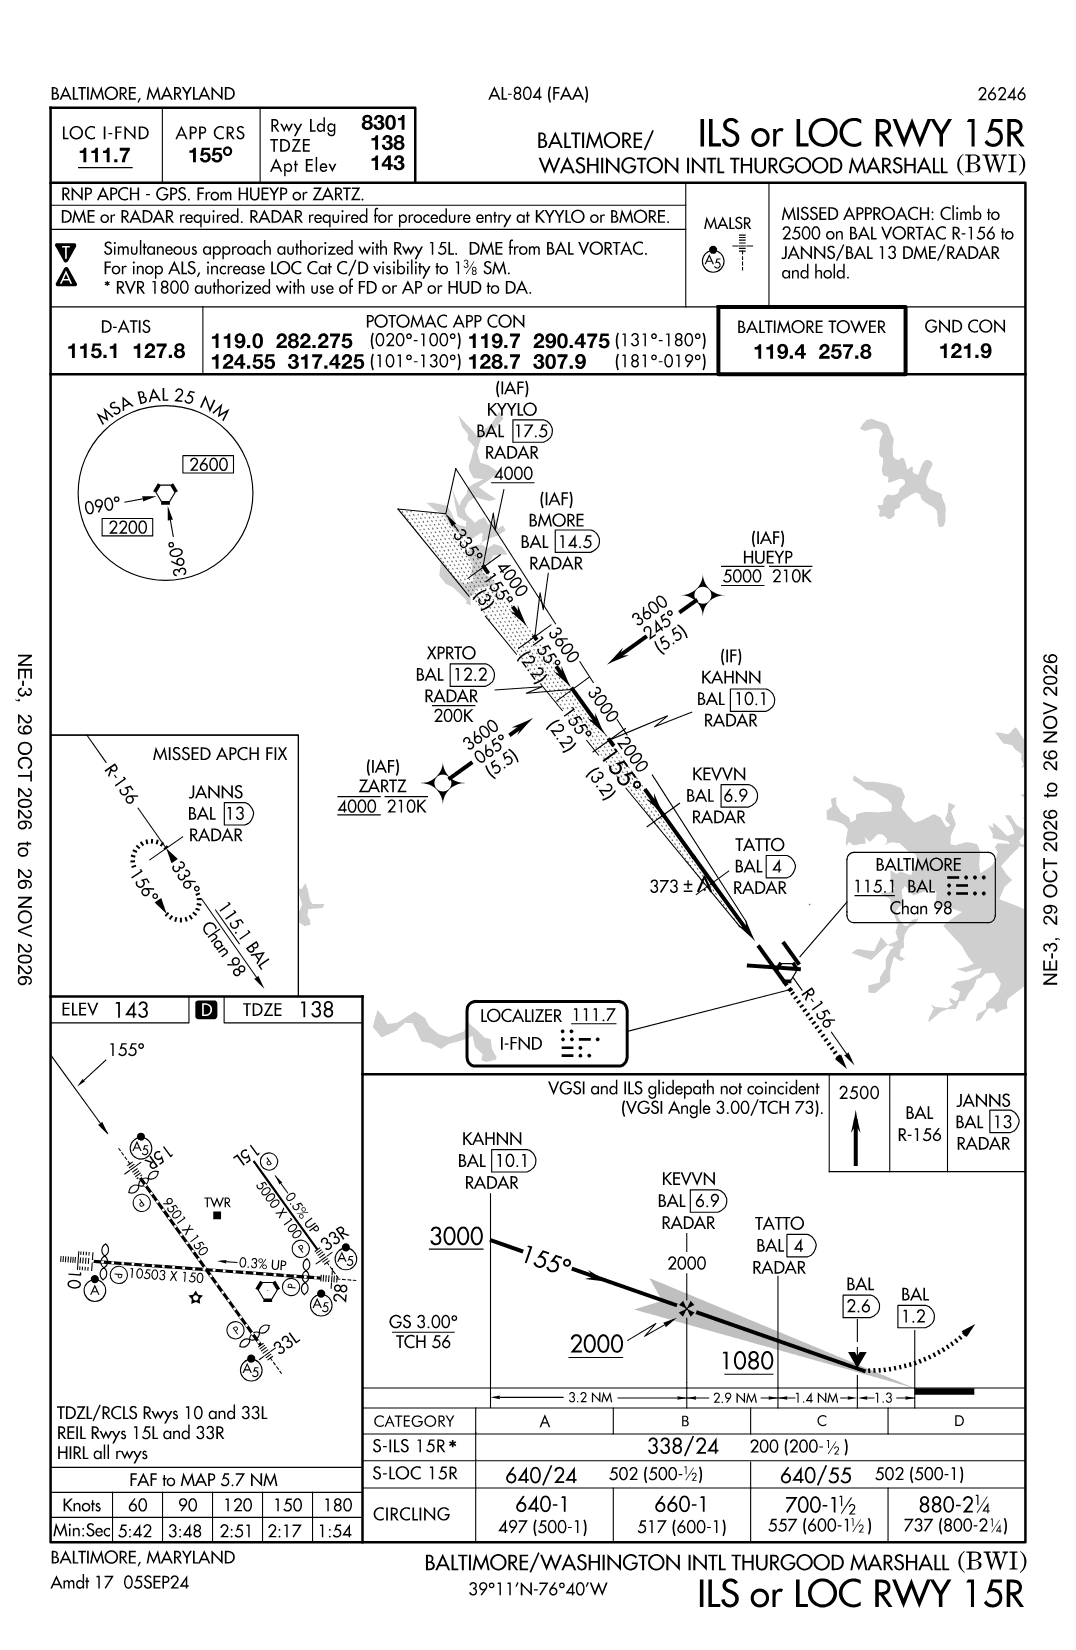 BALTIMORE, MARYLAND
AL-804 (FAA)
26246
LOC I-FND
111.7
APP CRS
155°
Rwy Ldg 8301
TDZE 138
Apt Elev 143
BALTIMORE/
WASHINGTON INTL THURGOOD MARSHALL (BWI)
ILS or LOC RWY 15R
RNP APCH - GPS. From HUEYP or ZARTZ.
DME or RADAR required. RADAR required for procedure entry at KYYLO or BMORE.
T
A
Simultaneous approach authorized with Rwy 15L. DME from BAL VORTAC.
For inop ALS, increase LOC Cat C/D visibility to 1⅜ SM.
* RVR 1800 authorized with use of FD or AP or HUD to DA.
MALSR
A5
MISSED APPROACH: Climb to
2500 on BAL VORTAC R-156 to
JANNS/BAL 13 DME/RADAR
and hold.
D-ATIS
115.1 127.8
POTOMAC APP CON
119.0 282.275 (020°-100°) 119.7 290.475 (131°-180°)
124.55 317.425 (101°-130°) 128.7 307.9 (181°-019°)
BALTIMORE TOWER
119.4 257.8
GND CON
121.9
MSA BAL 25 NM
2600
090°
2200
360°
(IAF)
KYYLO
BAL 17.5
RADAR
4000
(IAF)
BMORE
BAL 14.5
RADAR
(IAF)
HUEYP
5000 210K
3600
245°
(5.5)
335°
4000
155°
(3)
3600
155°
(2.2)
XPRTO
BAL 12.2
RADAR
200K
(IF)
KAHNN
BAL 10.1
RADAR
3000
155°
(2.2)
3600
065°
(5.5)
(IAF)
ZARTZ
4000 210K
2000
155°
(3.2)
KEVVN
BAL 6.9
RADAR
TATTO
BAL 4
RADAR
373 ±
BALTIMORE
115.1 BAL
Chan 98
R-156
LOCALIZER 111.7
I-FND
MISSED APCH FIX
R-156
JANNS
BAL 13
RADAR
336°
156°
115.1 BAL
Chan 98
NE-3, 29 OCT 2026 to 26 NOV 2026
NE-3, 29 OCT 2026 to 26 NOV 2026
ELEV 143
D
TDZE 138
155°
A5
15R
P
15L
P
9501 X 150
TWR
5000 X 100
0.5% UP
P
33R
A5
10
A
P
10503 X 150
0.3% UP
P
28
A5
P
33L
A5
TDZL/RCLS Rwys 10 and 33L
REIL Rwys 15L and 33R
HIRL all rwys
FAF to MAP 5.7 NM
Knots 60 90 120 150 180
Min:Sec 5:42 3:48 2:51 2:17 1:54
VGSI and ILS glidepath not coincident
(VGSI Angle 3.00/TCH 73).
2500
BAL
R-156
JANNS
BAL 13
RADAR
KAHNN
BAL 10.1
RADAR
3000
155°
KEVVN
BAL 6.9
RADAR
2000
TATTO
BAL 4
RADAR
BAL
2.6
BAL
1.2
GS 3.00°
TCH 56
2000
1080
3.2 NM
2.9 NM
1.4 NM
1.3
CATEGORY A B C D
S-ILS 15R* 338/24 200 (200-½)
S-LOC 15R 640/24 502 (500-½) 640/55 502 (500-1)
CIRCLING
640-1 660-1 700-1½ 880-2¼
497 (500-1) 517 (600-1) 557 (600-1½) 737 (800-2¼)
BALTIMORE, MARYLAND
Amdt 17 05SEP24
39°11'N-76°40'W
BALTIMORE/WASHINGTON INTL THURGOOD MARSHALL (BWI)
ILS or LOC RWY 15R